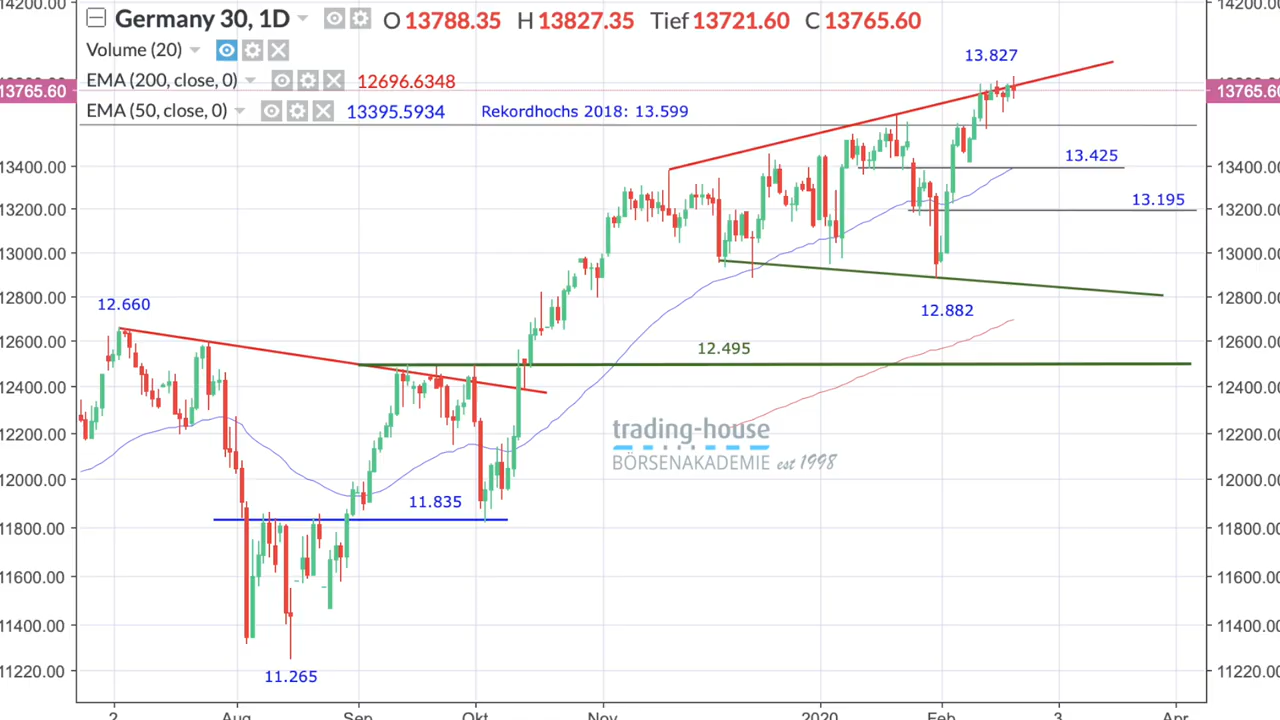 14200.00 14200.00
Germany 30, 1D O 13788.35 H 13827.35 Tief 13721.60 C 13765.60
Volume (20)
EMA (200, close, 0) 12696.6348
EMA (50, close, 0) 13395.5934
Rekordhochs 2018: 13.599
13.827
13765.60 13765.60
13.425
13400.00 13400.00
13.195
13200.00 13200.00
13000.00 13000.00
12800.00 12800.00
12.660
12.882
12600.00 12600.00
12.495
12400.00 12400.00
12200.00 12200.00
trading-house
BÖRSENAKADEMIE est 1998
12000.00 12000.00
11.835
11800.00 11800.00
11600.00 11600.00
11400.00 11400.00
11220.00 11220.00
11.265
2 Aug Sep Okt Nov 2020 Feb 3 Apr